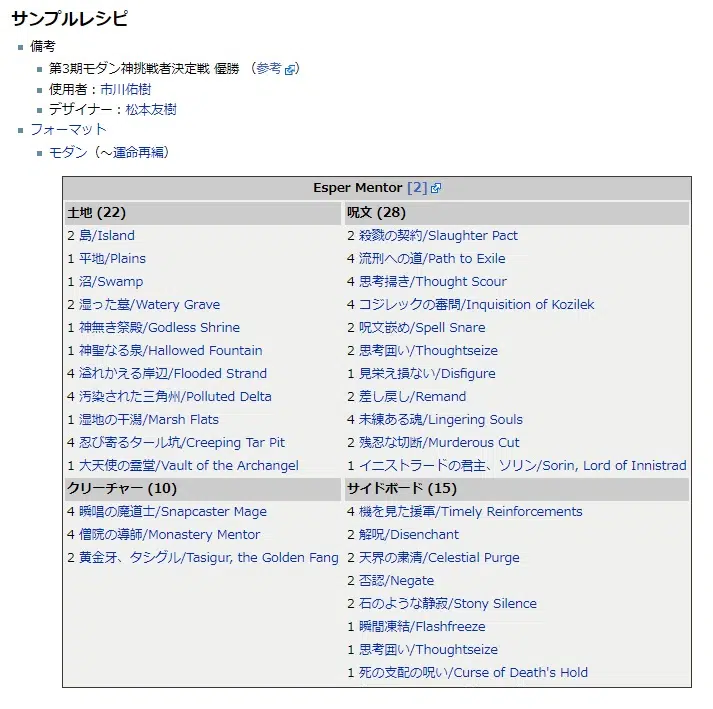 サンプルレシピ
備考
第3期モダン神挑戦者決定戦 優勝 （参考）
使用者：市川佑樹
デザイナー：松本友樹
フォーマット
モダン（～運命再編）
Esper Mentor [2]
土地 (22)
2 島/Island
1 平地/Plains
1 沼/Swamp
2 湿った墓/Watery Grave
1 神無き祭殿/Godless Shrine
1 神聖なる泉/Hallowed Fountain
4 溢れかえる岸辺/Flooded Strand
4 汚染された三角州/Polluted Delta
1 湿地の干潟/Marsh Flats
4 忍び寄るタール坑/Creeping Tar Pit
1 大天使の霊堂/Vault of the Archangel
クリーチャー (10)
4 瞬唱の魔道士/Snapcaster Mage
4 僧院の導師/Monastery Mentor
2 黄金牙、タシグル/Tasigur, the Golden Fang
呪文 (28)
2 殺戮の契約/Slaughter Pact
4 流刑への道/Path to Exile
4 思考掃き/Thought Scour
4 コジレックの審問/Inquisition of Kozilek
2 呪文嵌め/Spell Snare
2 思考囲い/Thoughtseize
1 見栄え損ない/Disfigure
2 差し戻し/Remand
4 未練ある魂/Lingering Souls
2 残忍な切断/Murderous Cut
1 イニストラードの君主、ソリン/Sorin, Lord of Innistrad
サイドボード (15)
4 機を見た援軍/Timely Reinforcements
2 解呪/Disenchant
2 天界の粛清/Celestial Purge
2 否認/Negate
2 石のような静寂/Stony Silence
1 瞬間凍結/Flashfreeze
1 思考囲い/Thoughtseize
1 死の支配の呪い/Curse of Death's Hold